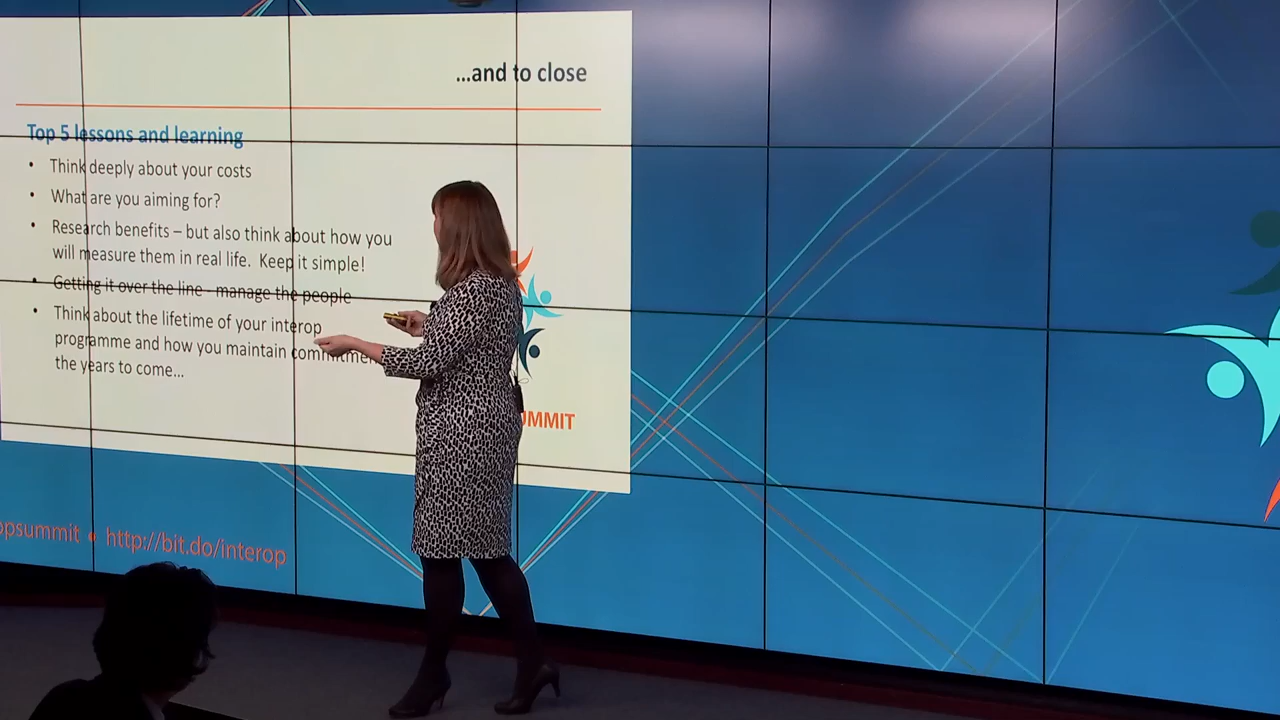 ...and to close
Top 5 lessons and learning
• Think deeply about your costs
• What are you aiming for?
• Research benefits – but also think about how you
will measure them in real life. Keep it simple!
• Getting it over the line - manage the people
• Think about the lifetime of your interop
programme and how you maintain
the years to come...
UMMIT
opsummit • http://bit.do/interop